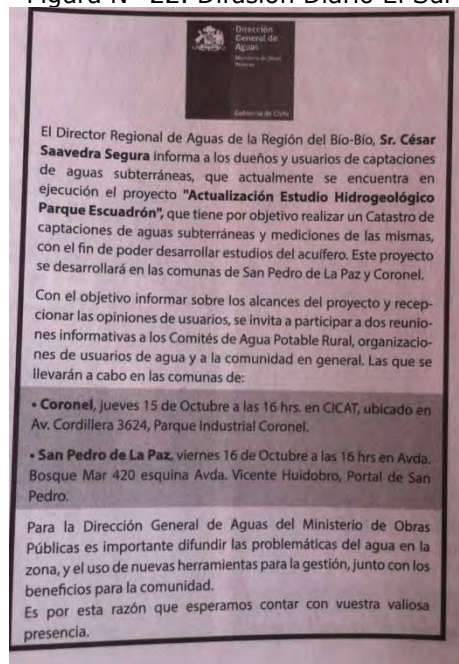 Figura N° 22. Difusión Diario El Sur
Dirección
General de
Aguas
Ministerio de Obras
Públicas
Gobierno de Chile
El Director Regional de Aguas de la Región del Bío-Bío, Sr. César
Saavedra Segura informa a los dueños y usuarios de captaciones
de aguas subterráneas, que actualmente se encuentra en
ejecución el proyecto "Actualización Estudio Hidrogeológico
Parque Escuadrón", que tiene por objetivo realizar un Catastro de
captaciones de aguas subterráneas y mediciones de las mismas,
con el fin de poder desarrollar estudios del acuífero. Este proyecto
se desarrollará en las comunas de San Pedro de La Paz y Coronel.
Con el objetivo informar sobre los alcances del proyecto y recep-
cionar las opiniones de usuarios, se invita a participar a dos reunio-
nes informativas a los Comités de Agua Potable Rural, organizacio-
nes de usuarios de agua y a la comunidad en general. Las que se
llevarán a cabo en las comunas de:
• Coronel, jueves 15 de Octubre a las 16 hrs. en CICAT, ubicado en
Av. Cordillera 3624, Parque Industrial Coronel.
• San Pedro de La Paz, viernes 16 de Octubre a las 16 hrs en Avda.
Bosque Mar 420 esquina Avda. Vicente Huidobro, Portal de San
Pedro.
Para la Dirección General de Aguas del Ministerio de Obras
Públicas es importante difundir las problemáticas del agua en la
zona, y el uso de nuevas herramientas para la gestión, junto con los
beneficios para la comunidad.
Es por esta razón que esperamos contar con vuestra valiosa
presencia.